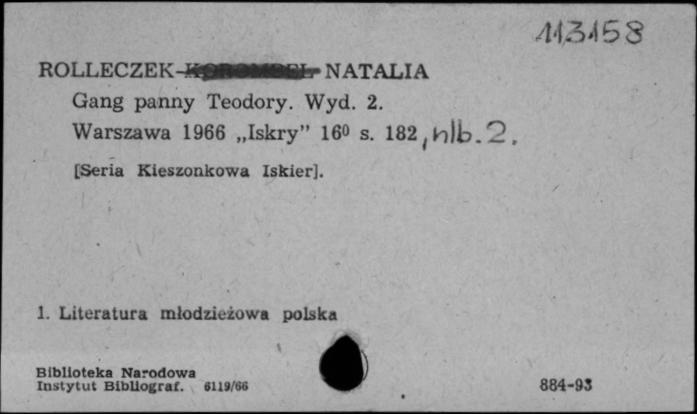 113158
ROLLECZEK- NATALIA
Gang panny Teodory. Wyd. 2.
Warszawa 1966 „Iskry” 16⁰ s. 182, nlb. 2.
[Seria Kieszonkowa Iskier].
1. Literatura młodzieżowa polska
Biblioteka Narodowa
Instytut Bibliograf. 6119/66
884-93